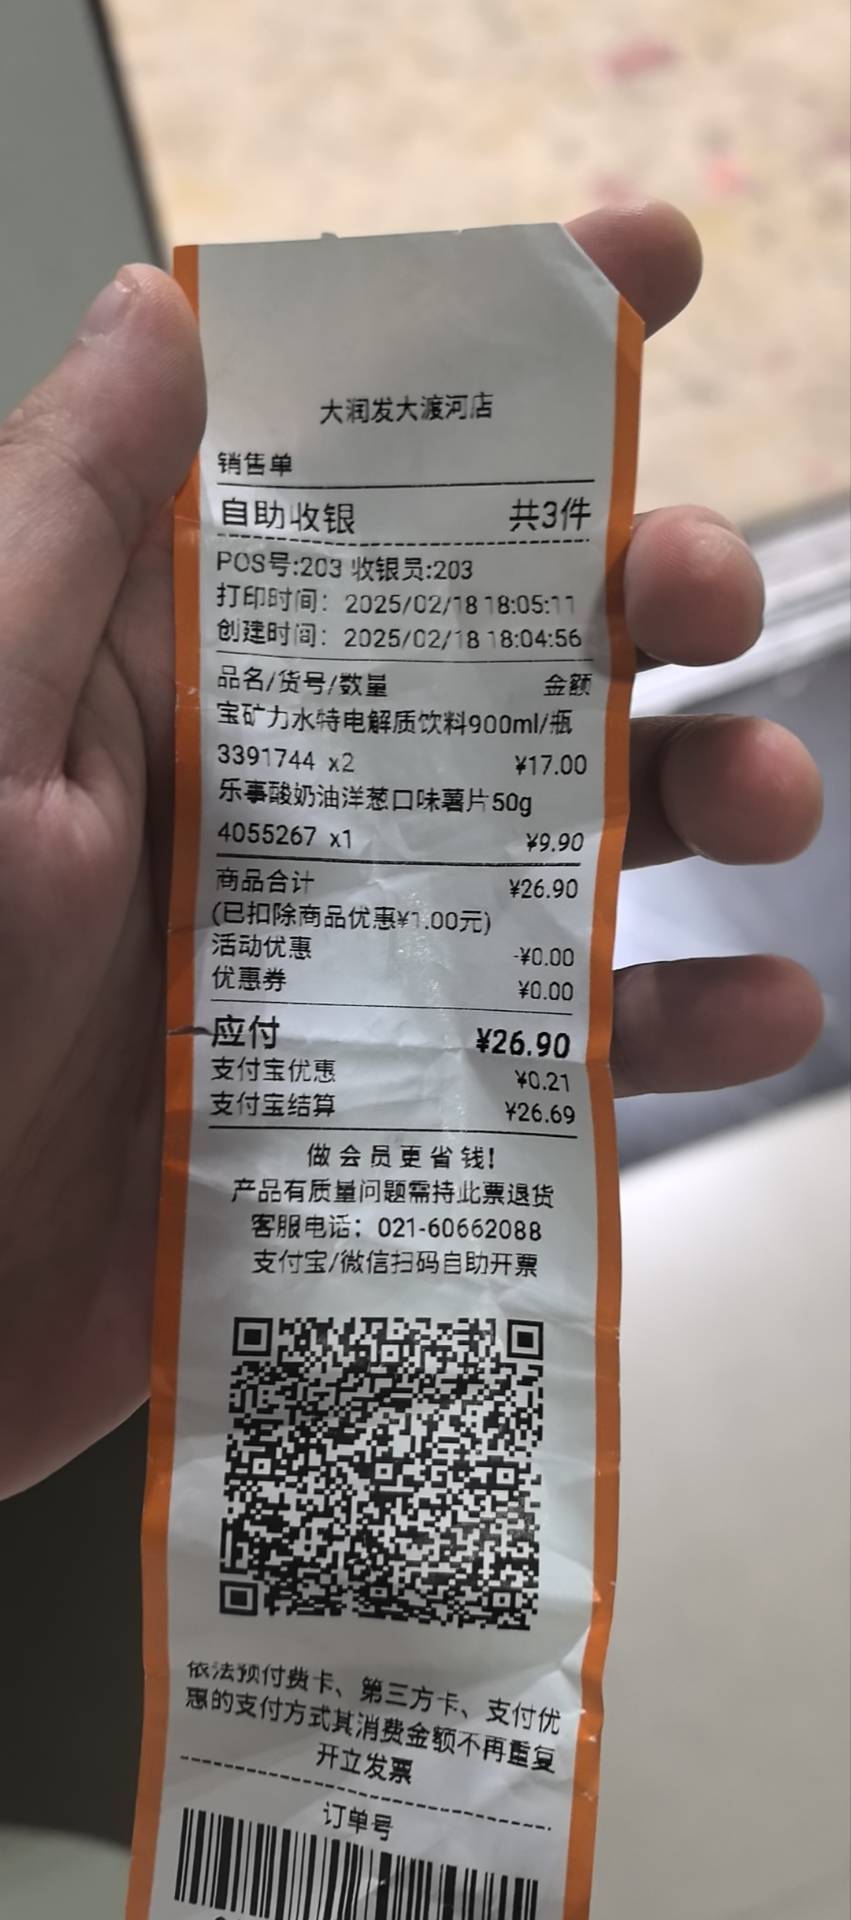 大润发大渡河店
销售单
自助收银 共3件
POS号:203 收银员:203
打印时间：2025/02/18 18:05:11
创建时间：2025/02/18 18:04:56
品名/货号/数量 金额
宝矿力水特电解质饮料900ml/瓶
3391744 x2 ¥17.00
乐事酸奶油洋葱口味薯片50g
4055267 x1 ¥9.90
商品合计 ¥26.90
(已扣除商品优惠¥1.00元)
活动优惠 -¥0.00
优惠券 ¥0.00
应付 ¥26.90
支付宝优惠 ¥0.21
支付宝结算 ¥26.69
做会员更省钱!
产品有质量问题需持此票退货
客服电话：021-60662088
支付宝/微信扫码自助开票
依法预付费卡、第三方卡、支付优
惠的支付方式其消费金额不再重复
开立发票
订单号